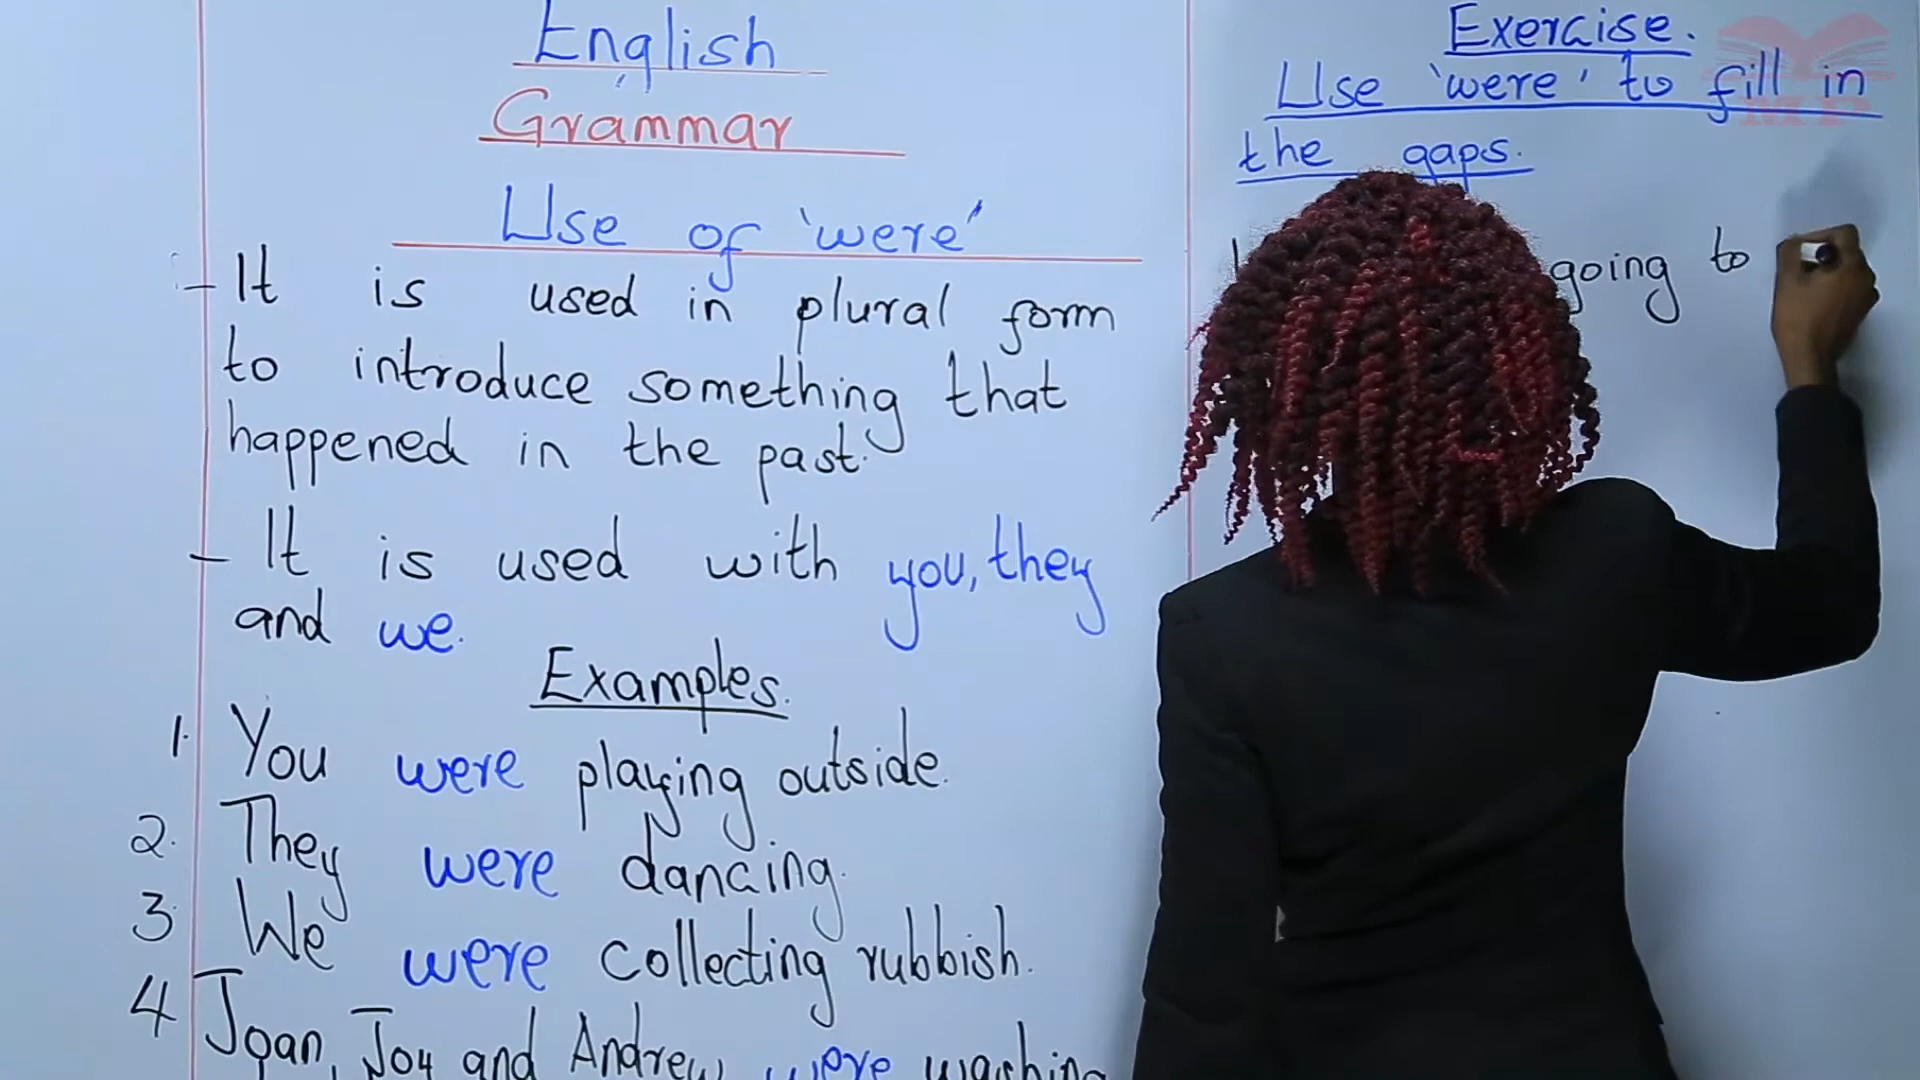 English
Grammar
Use of 'were'
- It is used in plural form
to introduce something that
happened in the past.
- It is used with you, they
and we.
Examples.
1. You were playing outside.
2. They were dancing.
3. We were collecting rubbish.
4 Joan, Joy and Andrew were washing
Exercise.
Use 'were' to fill in
the gaps.
going to